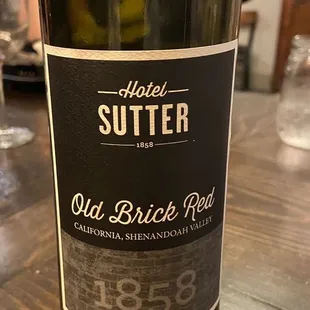 Hotel
SUTTER
1858
Old Brick Red
CALIFORNIA, SHENANDOAH VALLEY
1858